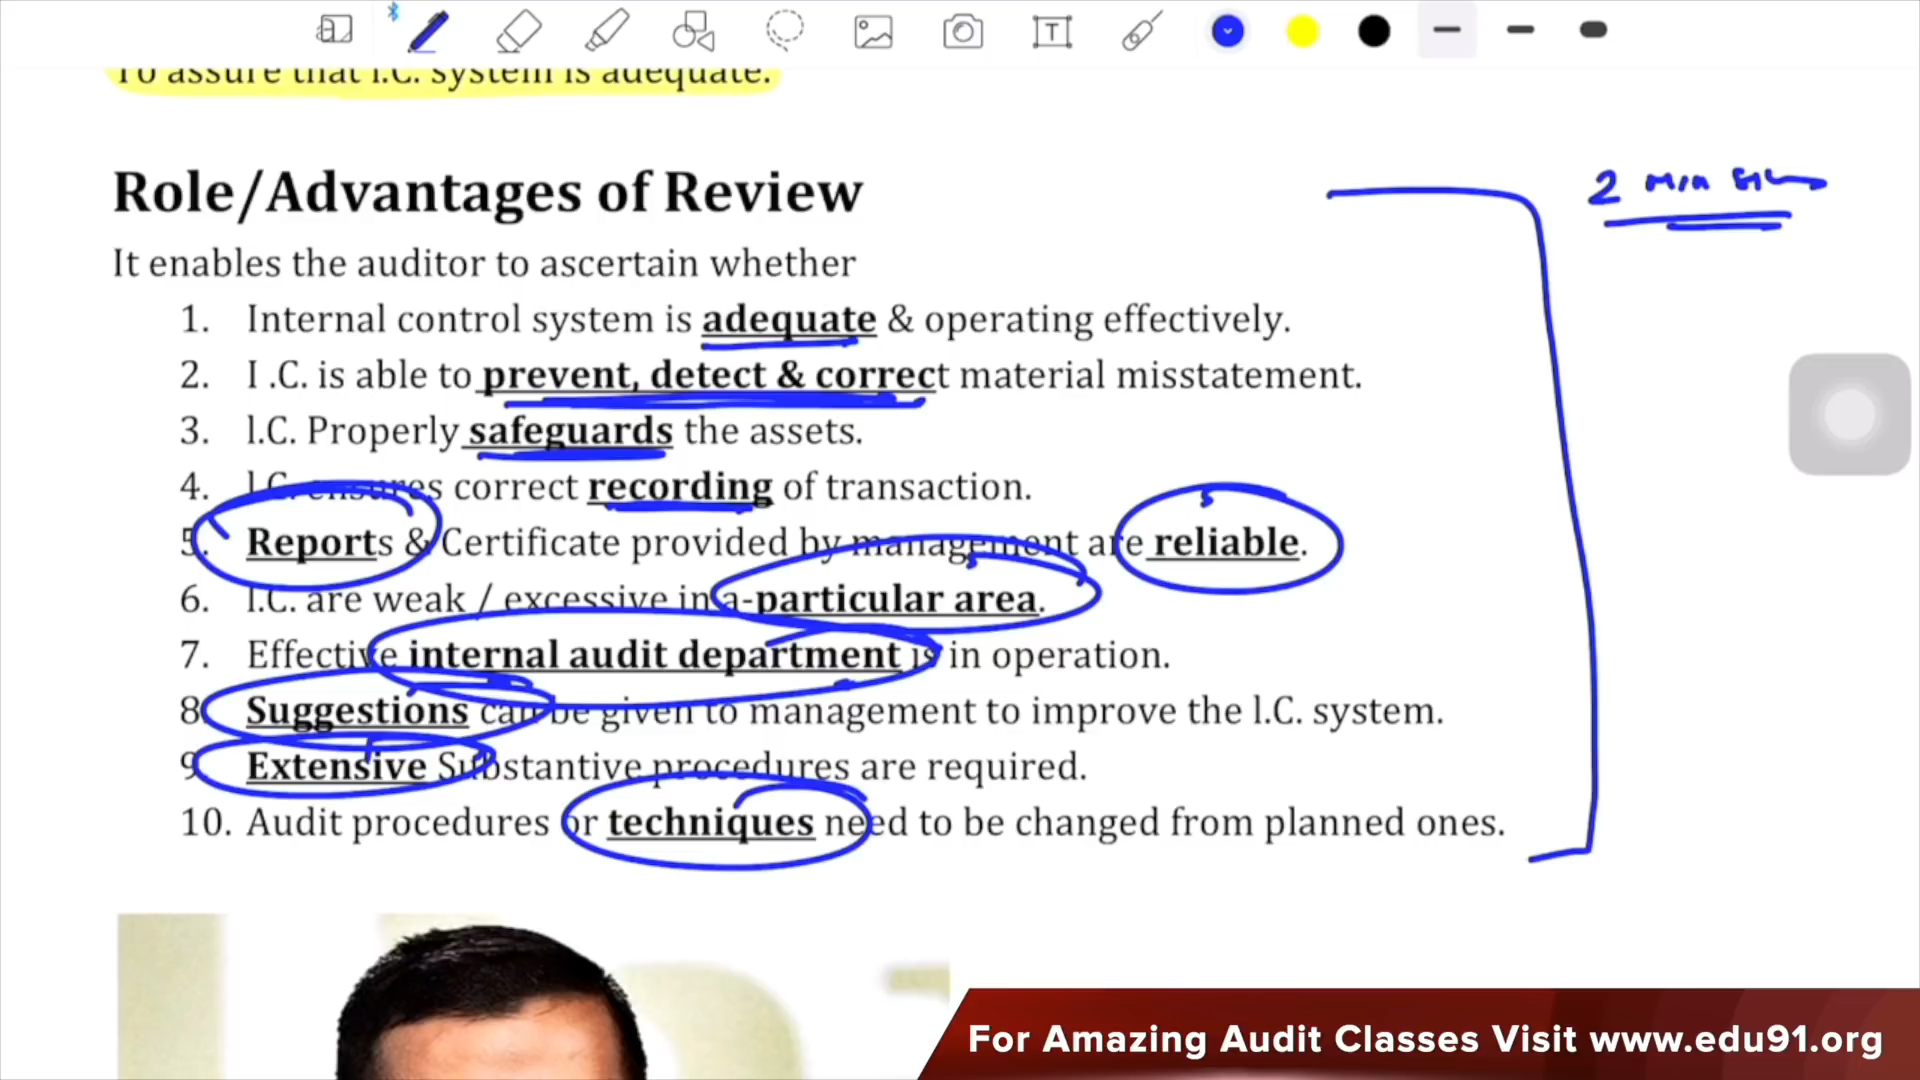 To assure that I.C. system is adequate.
Role/Advantages of Review
2 min
It enables the auditor to ascertain whether
1. Internal control system is adequate & operating effectively.
2. I .C. is able to prevent, detect & correct material misstatement.
3. l.C. Properly safeguards the assets.
4. l.C. ensures correct recording of transaction.
5. Reports & Certificate provided by management are reliable.
6. I.C. are weak / excessive in a-particular area.
7. Effective internal audit department is in operation.
8. Suggestions can be given to management to improve the l.C. system.
9. Extensive Substantive procedures are required.
10. Audit procedures or techniques need to be changed from planned ones.
For Amazing Audit Classes Visit www.edu91.org